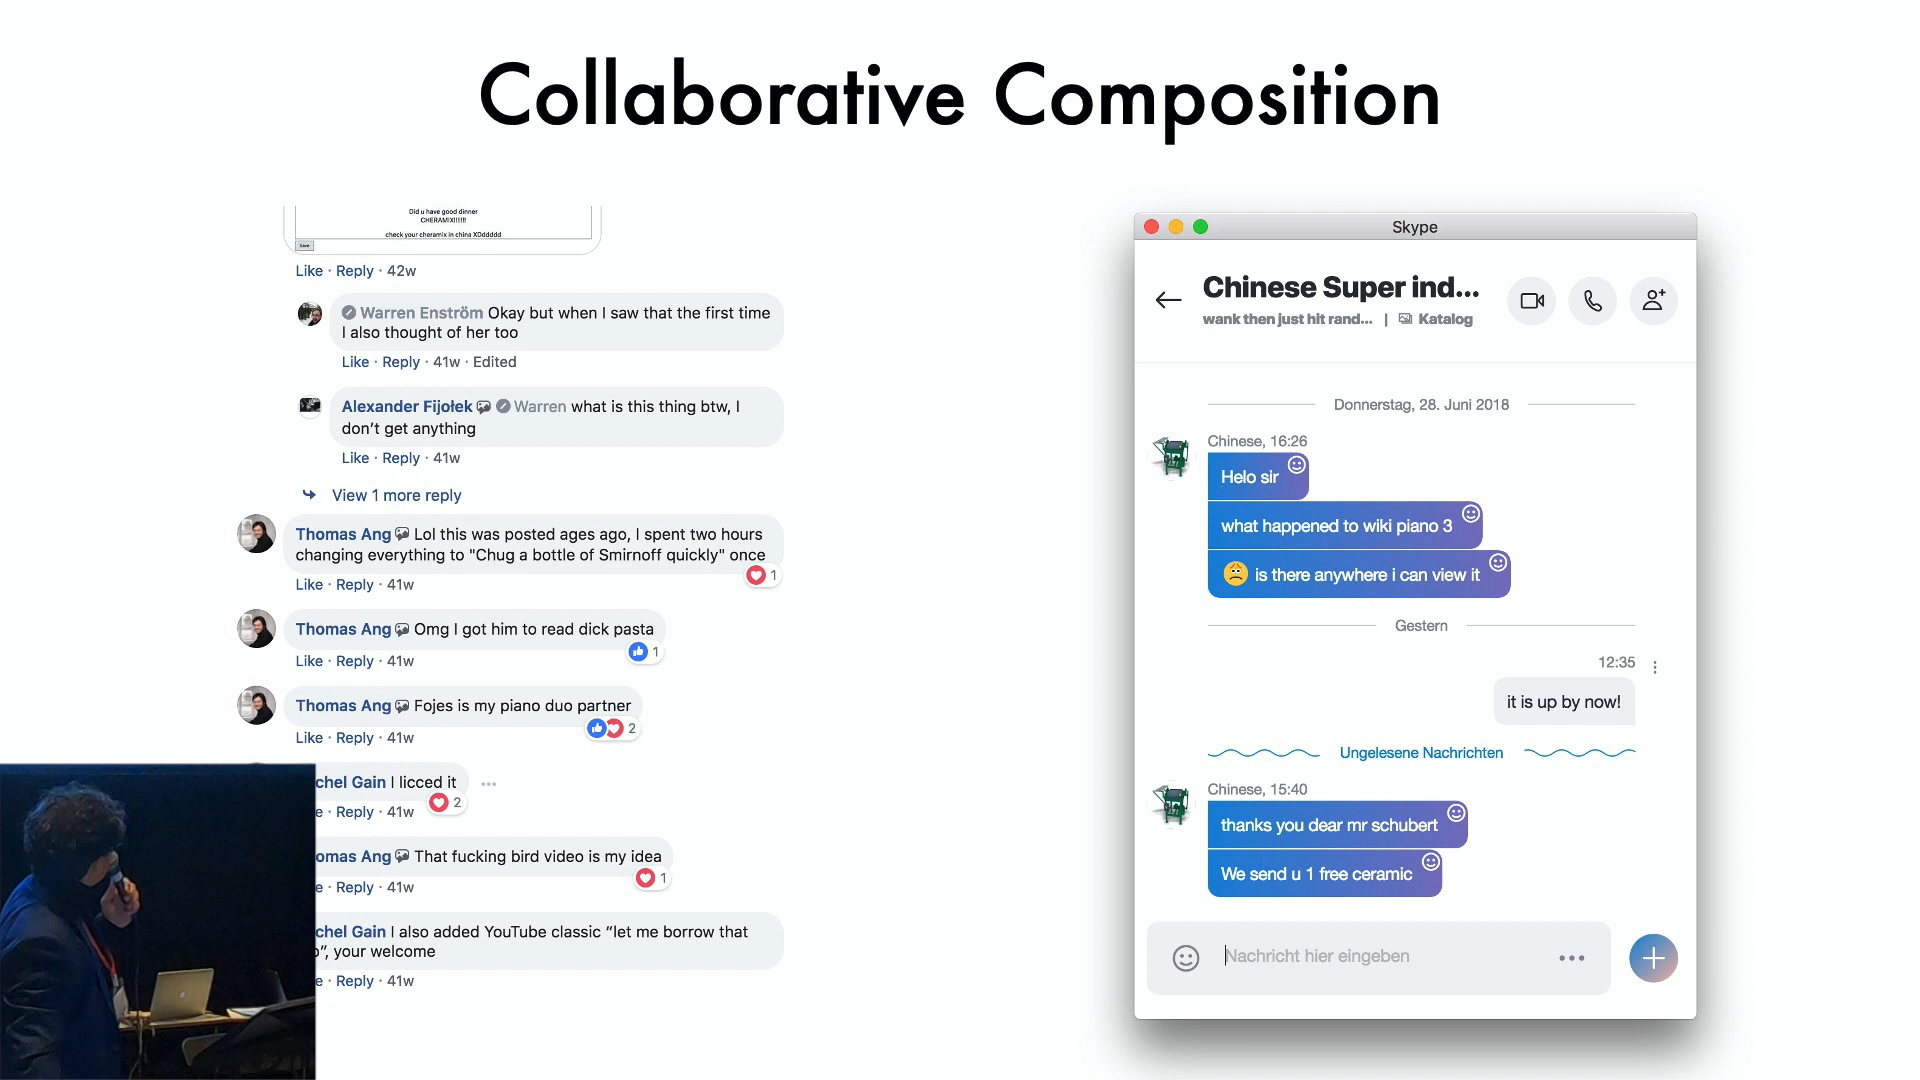 Collaborative Composition
Did u have good dinner
CHERAMIX!!!!!!
check your cheramix in china XDddddd
Save
Like · Reply · 42w
Warren Enström Okay but when I saw that the first time
I also thought of her too
Like · Reply · 41w · Edited
Alexander Fijołek Warren what is this thing btw, I
don't get anything
Like · Reply · 41w
View 1 more reply
Thomas Ang Lol this was posted ages ago, I spent two hours
changing everything to "Chug a bottle of Smirnoff quickly" once
1
Like · Reply · 41w
Thomas Ang Omg I got him to read dick pasta
1
Like · Reply · 41w
Thomas Ang Fojes is my piano duo partner
2
Like · Reply · 41w
chel Gain I licced it
2
e · Reply · 41w
omas Ang That fucking bird video is my idea
1
e · Reply · 41w
chel Gain I also added YouTube classic “let me borrow that
”, your welcome
e · Reply · 41w
Skype
Chinese Super ind...
wank then just hit rand... | Katalog
Donnerstag, 28. Juni 2018
Chinese, 16:26
Helo sir
what happened to wiki piano 3
is there anywhere i can view it
Gestern
12:35
it is up by now!
Ungelesene Nachrichten
Chinese, 15:40
thanks you dear mr schubert
We send u 1 free ceramic
Nachricht hier eingeben